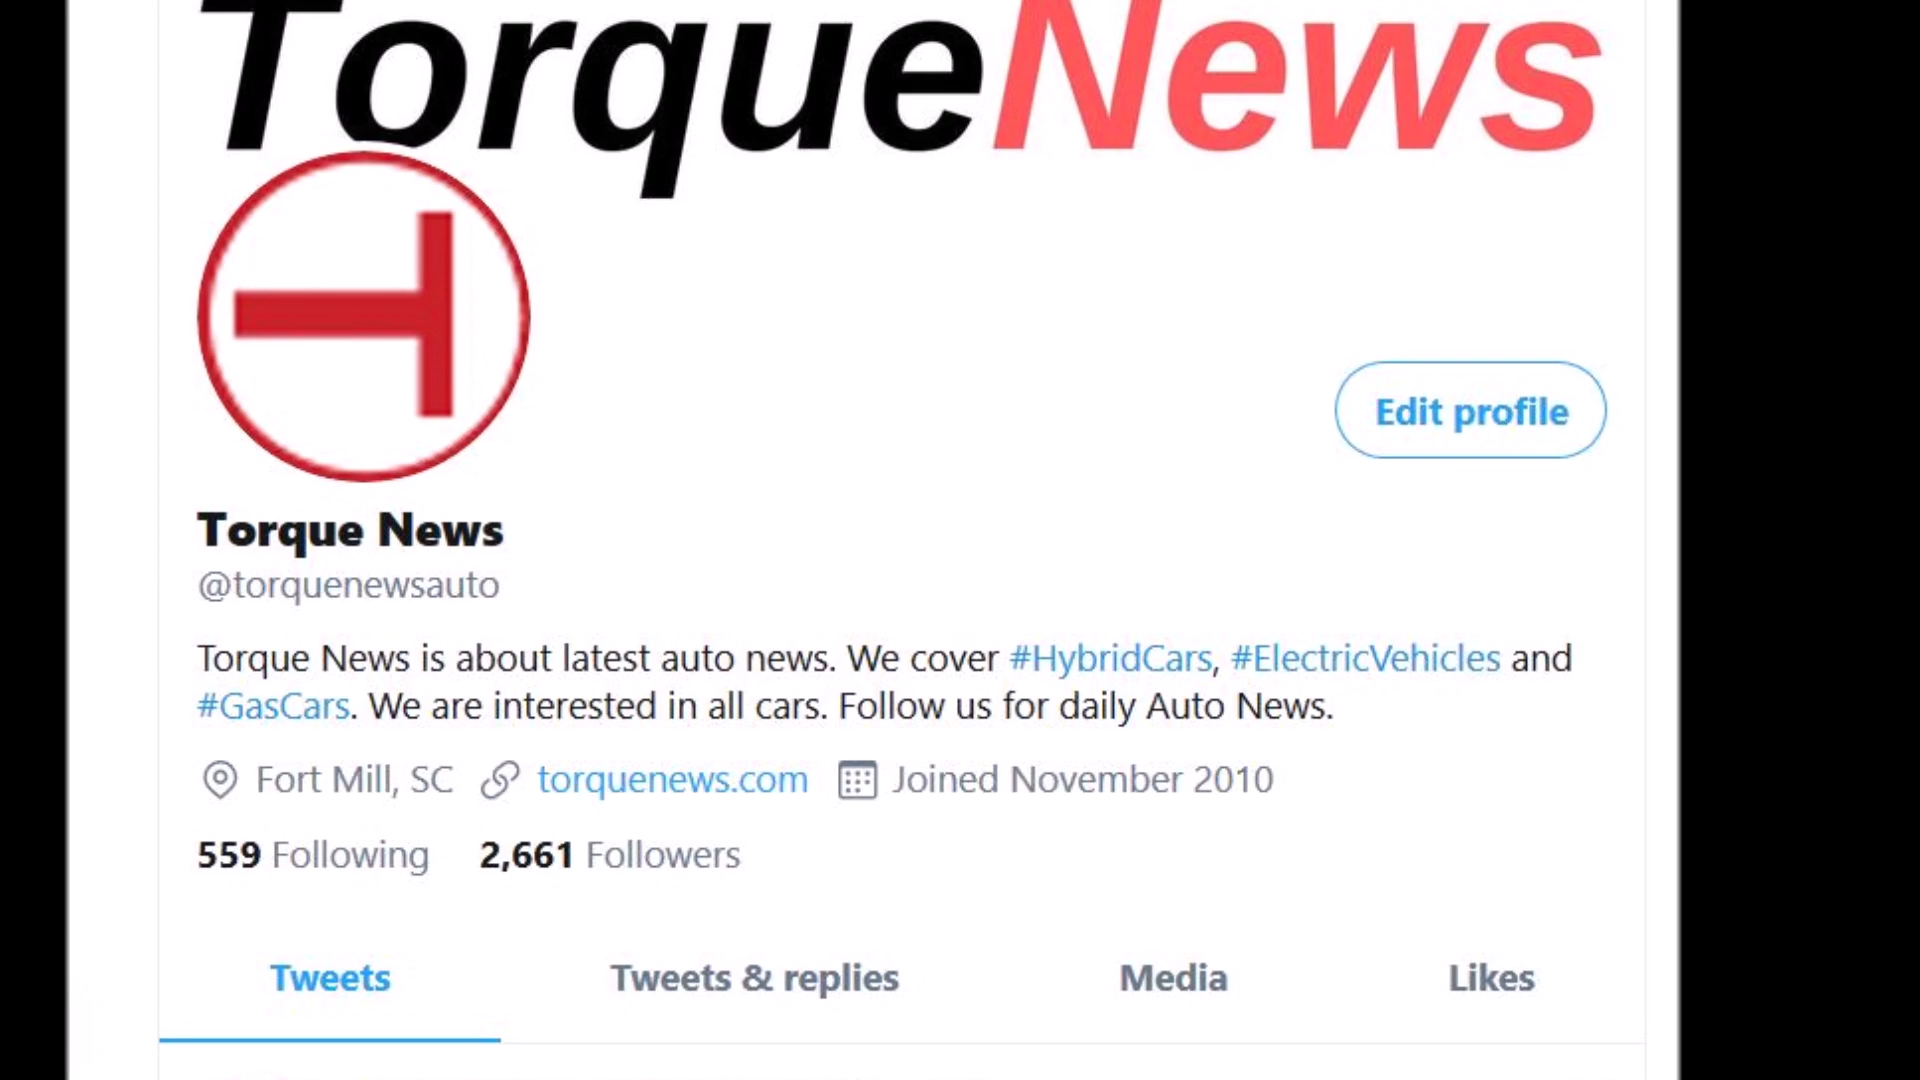 TorqueNews
T
Edit profile
Torque News
@torquenewsauto
Torque News is about latest auto news. We cover #HybridCars, #ElectricVehicles and
#GasCars. We are interested in all cars. Follow us for daily Auto News.
Fort Mill, SC torquenews.com Joined November 2010
559 Following 2,661 Followers
Tweets Tweets & replies Media Likes